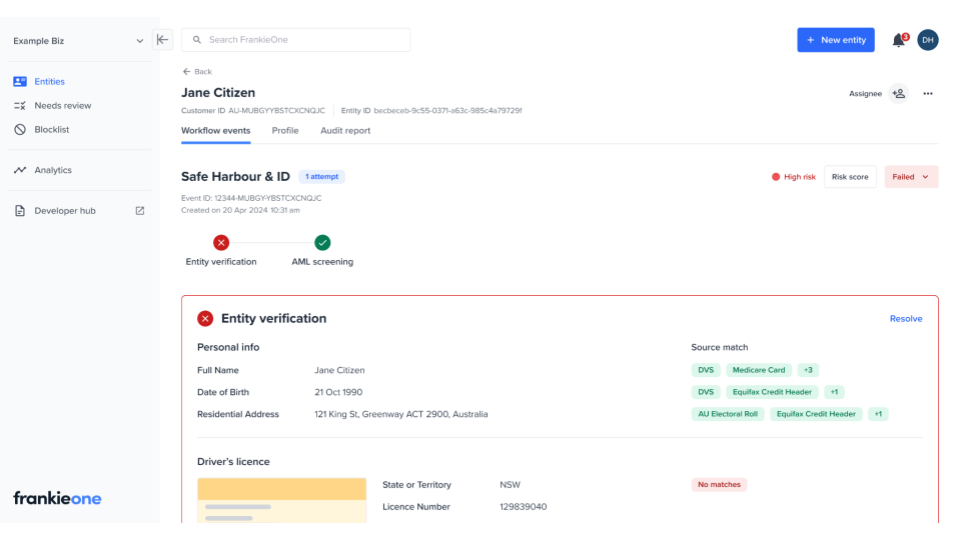 Example Biz
Search FrankieOne
+ New entity
3
DH
Entities
Needs review
Blocklist
Analytics
Developer hub
frankieone
Back
Jane Citizen
Customer ID AU-MUBGYYBSTCXCNQJC Entity ID becbeceb-9c55-0371-a63c-985c4a79729f
Assignee
Workflow events Profile Audit report
Safe Harbour & ID 1 attempt
High risk Risk score Failed
Event ID: 12344-MUBGY-YBSTCXCNQJC
Created on 20 Apr 2024 10:31 am
Entity verification AML screening
Entity verification Resolve
Personal info Source match
Full Name Jane Citizen DVS Medicare Card +3
Date of Birth 21 Oct 1990 DVS Equifax Credit Header +1
Residential Address 121 King St, Greenway ACT 2900, Australia AU Electoral Roll Equifax Credit Header +1
Driver's licence
State or Territory NSW No matches
Licence Number 129839040